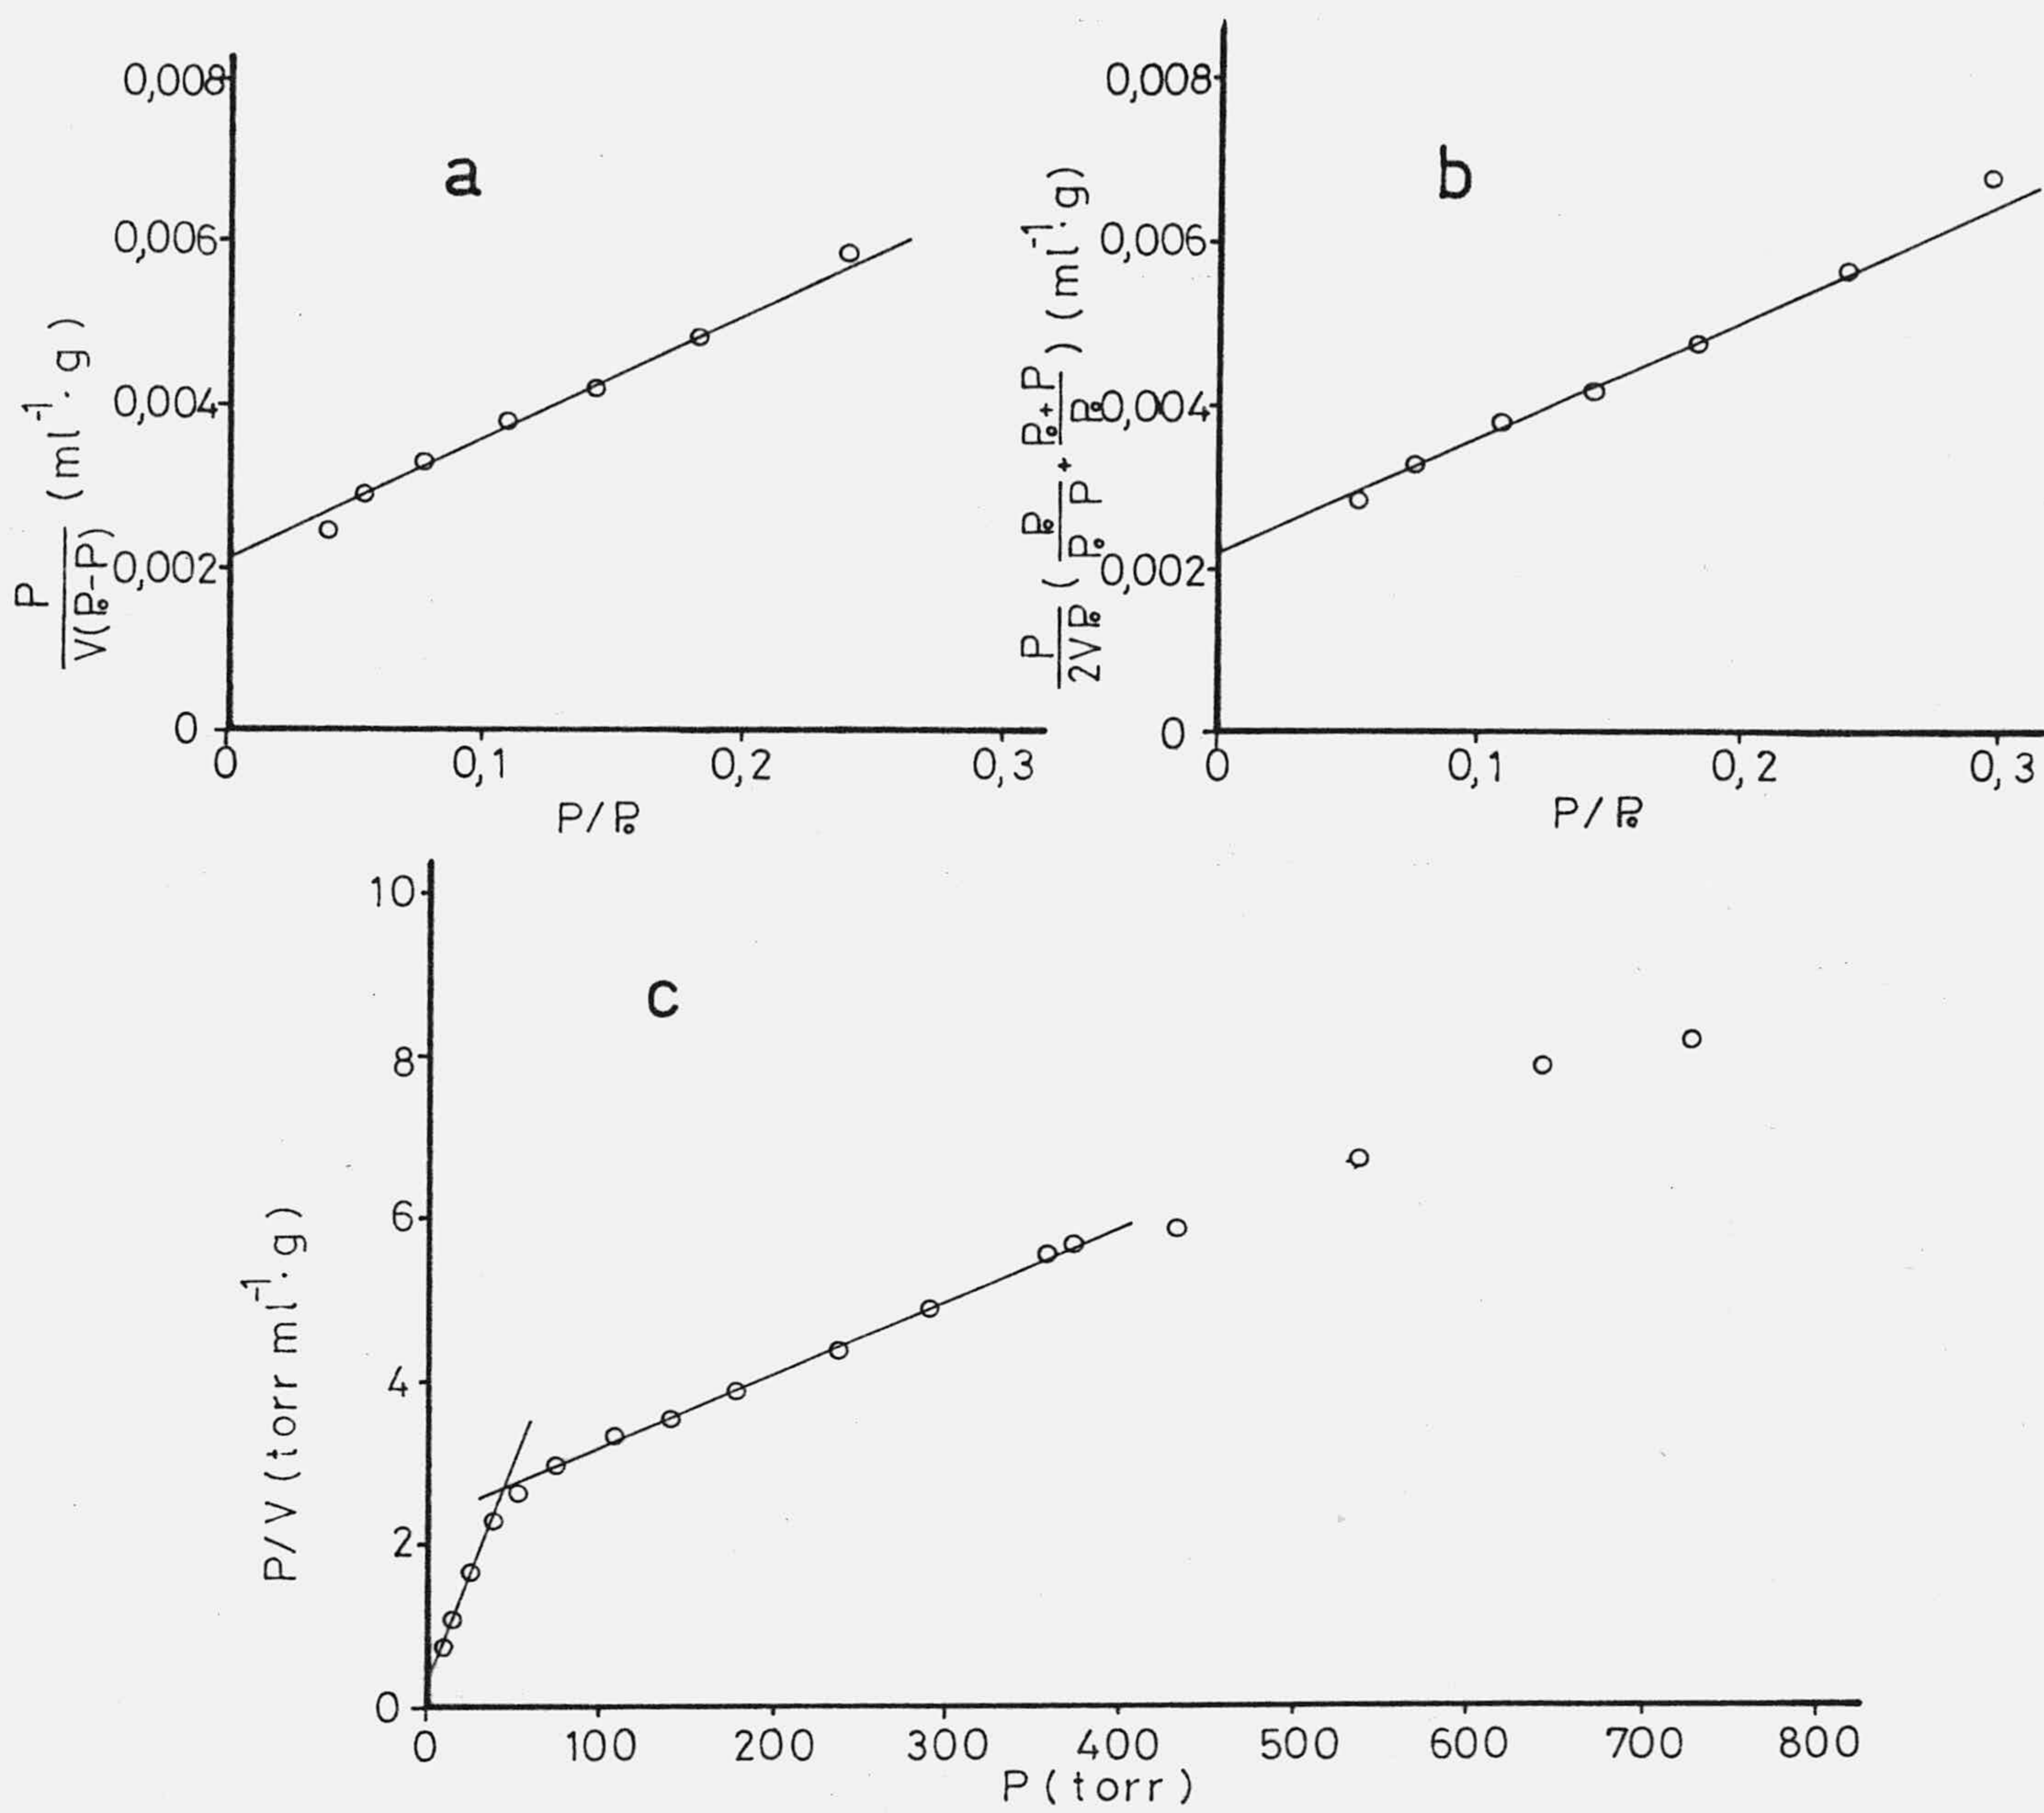 a
0,008
0,006
0,004
0,002
0
0 0,1 0,2 0,3
P/P₀
P / V(P₀-P) (ml⁻¹. g)
b
0,008
0,006
0,004
0,002
0
0 0,1 0,2 0,3
P/P₀
P / 2VP₀ ( P₀ / P₀ P + P₀+P / P₀ ) (ml⁻¹. g)
c
10
8
6
4
2
0
0 100 200 300 400 500 600 700 800
P(torr)
P/V (torr ml⁻¹. g)